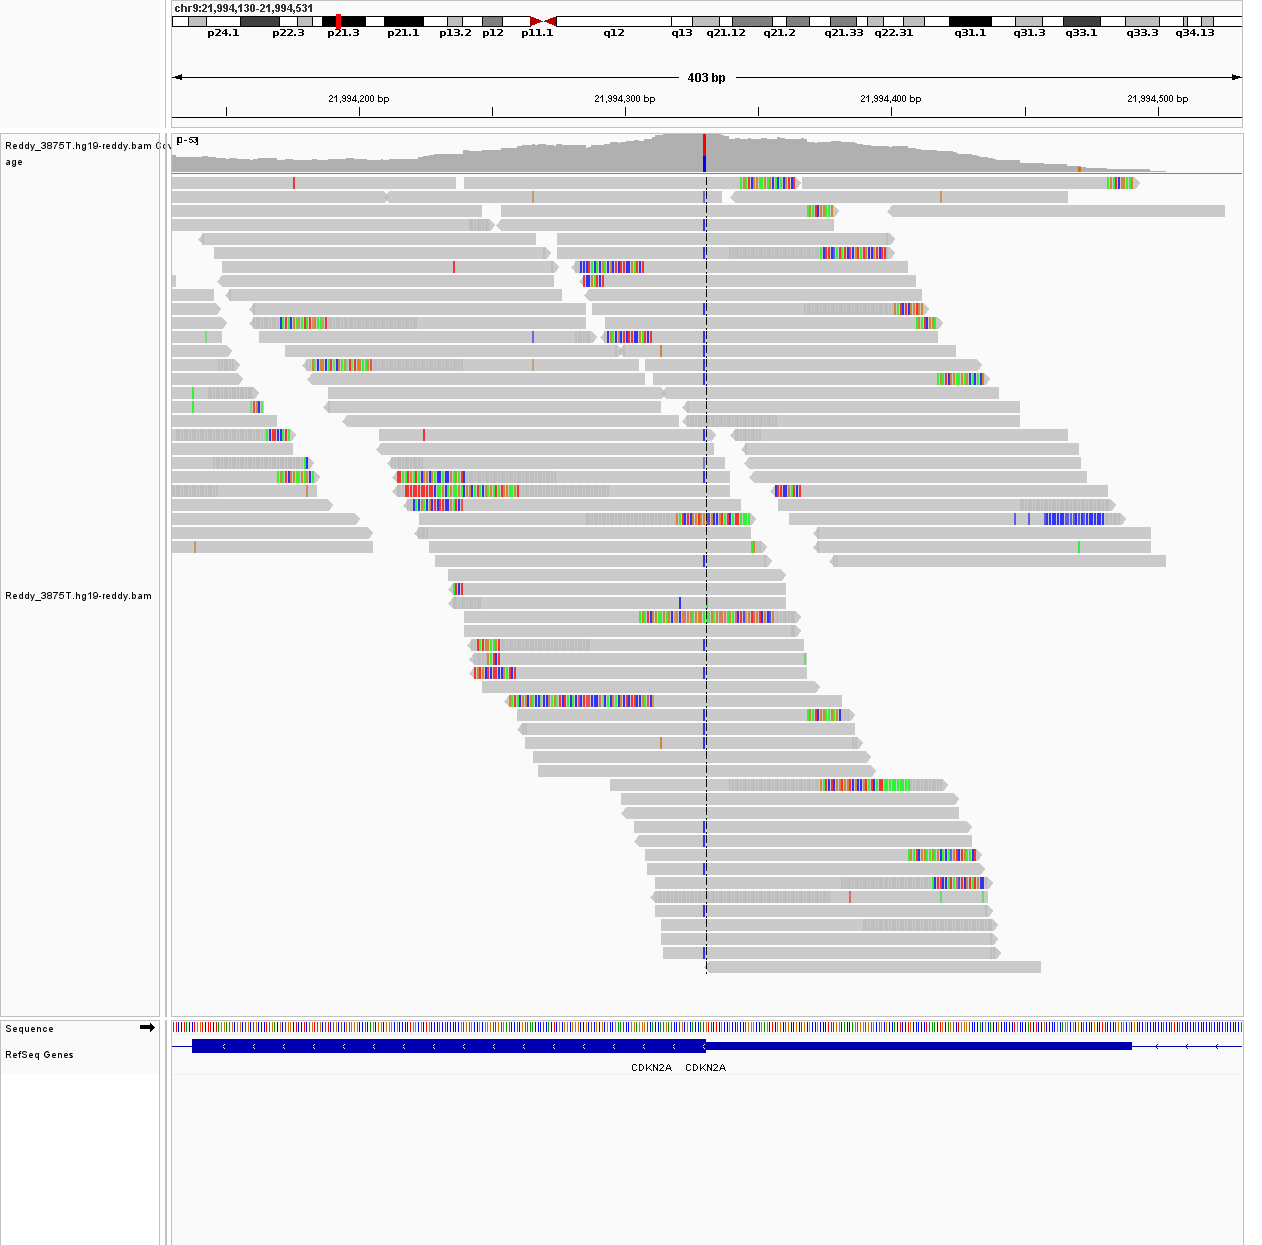 chr9:21,994,130-21,994,531
p24.1 p22.3 p21.3 p21.1 p13.2 p12 p11.1 q12 q13 q21.12 q21.2 q21.33 q22.31 q31.1 q31.3 q33.1 q33.3 q34.13
403 bp
21,994,200 bp 21,994,300 bp 21,994,400 bp 21,994,500 bp
[0 - 53]
Reddy_3875T.hg19-reddy.bam Cov
age
Reddy_3875T.hg19-reddy.bam
Sequence
RefSeq Genes
CDKN2A CDKN2A